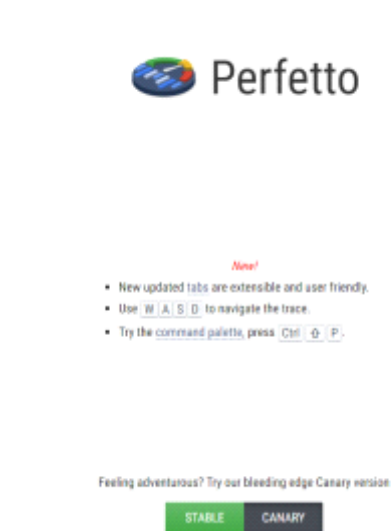 Perfetto
New!
New updated tabs are extensible and user friendly.
Use W A S D to navigate the trace.
Try the command palette, press Ctrl ⇧ P.
Feeling adventurous? Try our bleeding edge Canary version
STABLE CANARY